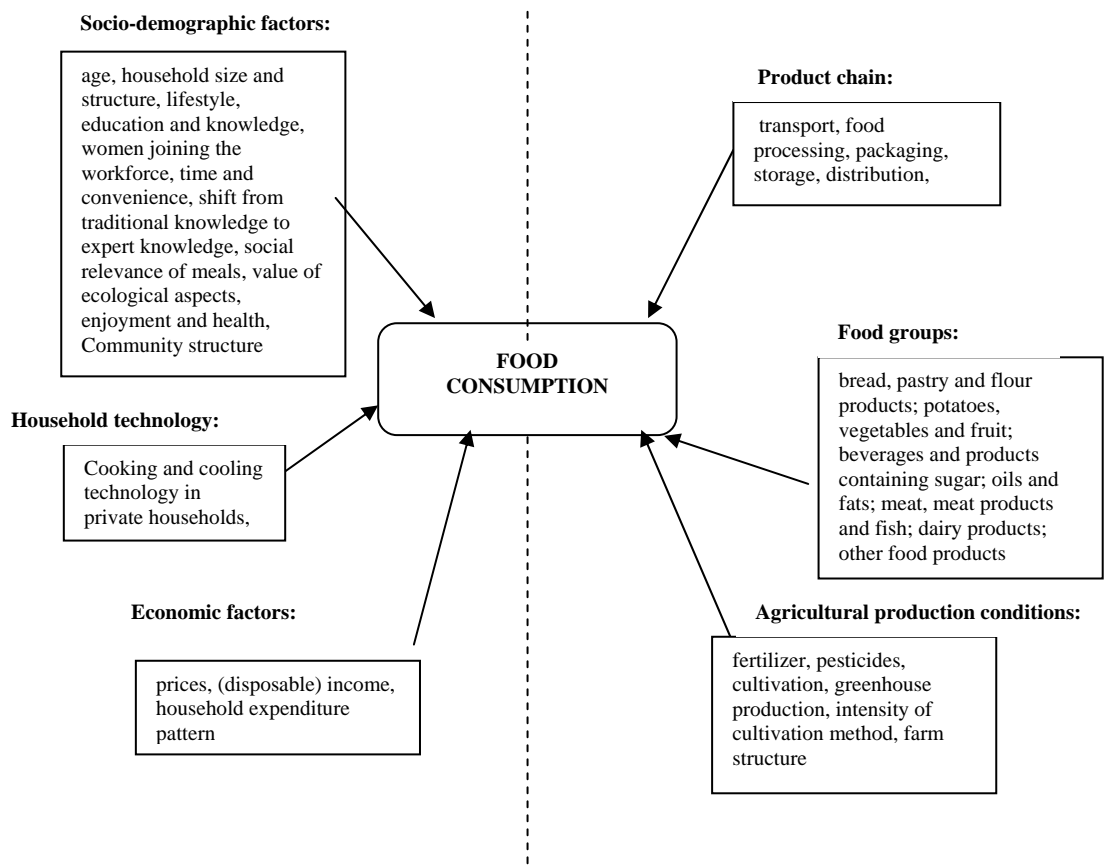 Socio-demographic factors:
age, household size and
structure, lifestyle,
education and knowledge,
women joining the
workforce, time and
convenience, shift from
traditional knowledge to
expert knowledge, social
relevance of meals, value of
ecological aspects,
enjoyment and health,
Community structure
Product chain:
transport, food
processing, packaging,
storage, distribution,
FOOD
CONSUMPTION
Food groups:
bread, pastry and flour
products; potatoes,
vegetables and fruit;
beverages and products
containing sugar; oils and
fats; meat, meat products
and fish; dairy products;
other food products
Household technology:
Cooking and cooling
technology in
private households,
Economic factors:
prices, (disposable) income,
household expenditure
pattern
Agricultural production conditions:
fertilizer, pesticides,
cultivation, greenhouse
production, intensity of
cultivation method, farm
structure